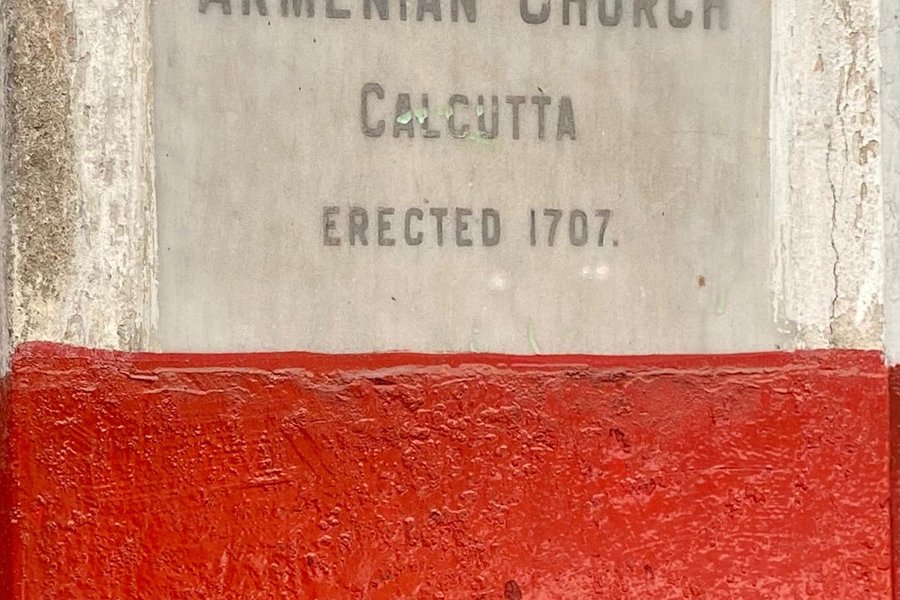 ARMENIAN CHURCH
CALCUTTA
ERECTED 1707.